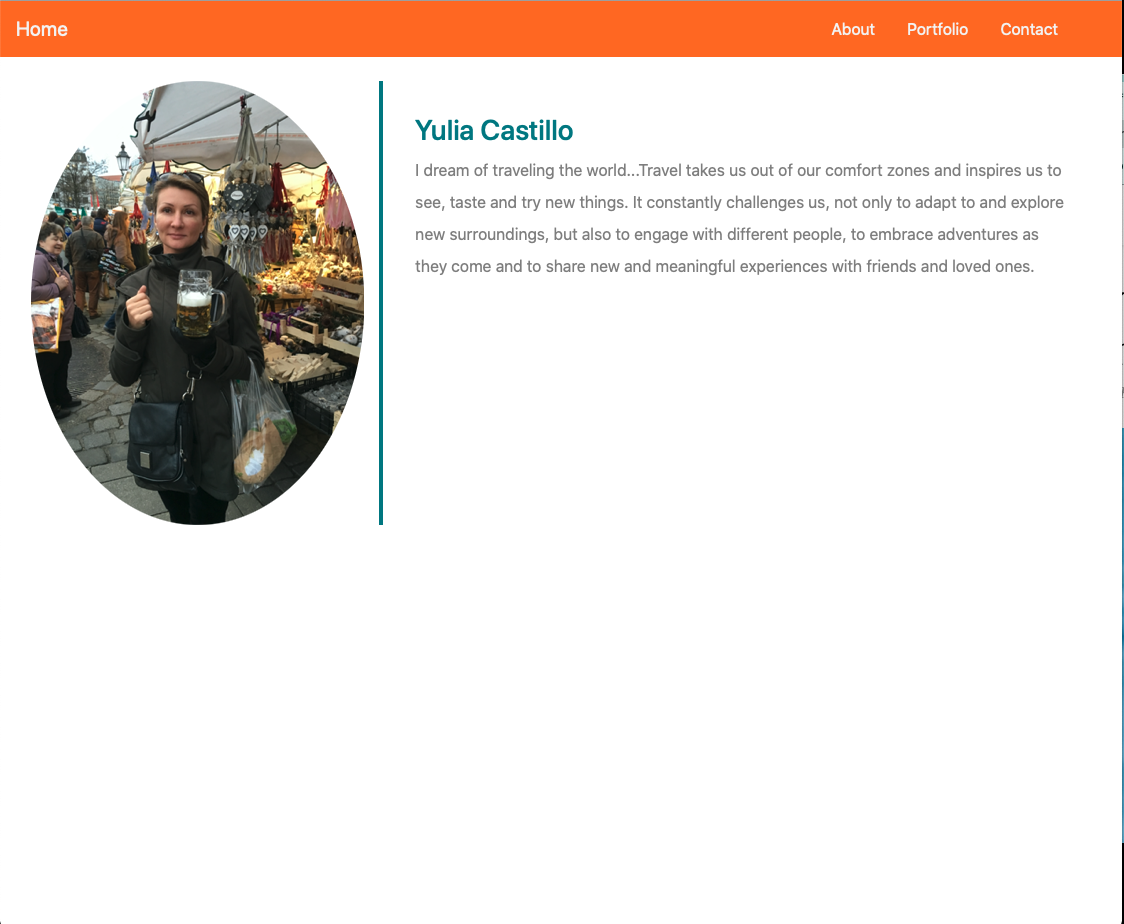 Home
About Portfolio Contact
Yulia Castillo
I dream of traveling the world...Travel takes us out of our comfort zones and inspires us to
see, taste and try new things. It constantly challenges us, not only to adapt to and explore
new surroundings, but also to engage with different people, to embrace adventures as
they come and to share new and meaningful experiences with friends and loved ones.